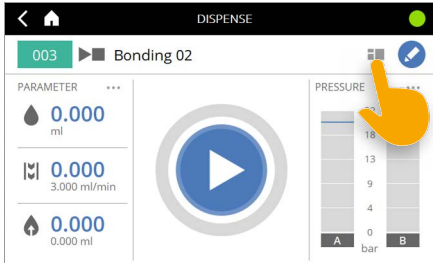 DISPENSE
003 Bonding 02
PARAMETER
0.000
ml
0.000
3.000 ml/min
0.000
0.000 ml
PRESSURE
18
13
9
4
0
A bar B